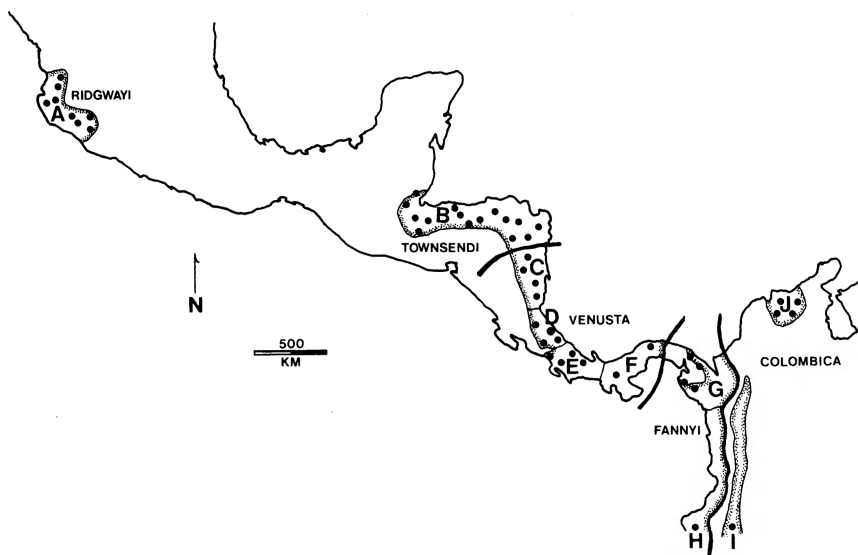 RIDGWAYI
A
B
TOWNSENDI
C
N
D
VENUSTA
J
500
KM
E
F
COLOMBICA
G
FANNYI
H
I